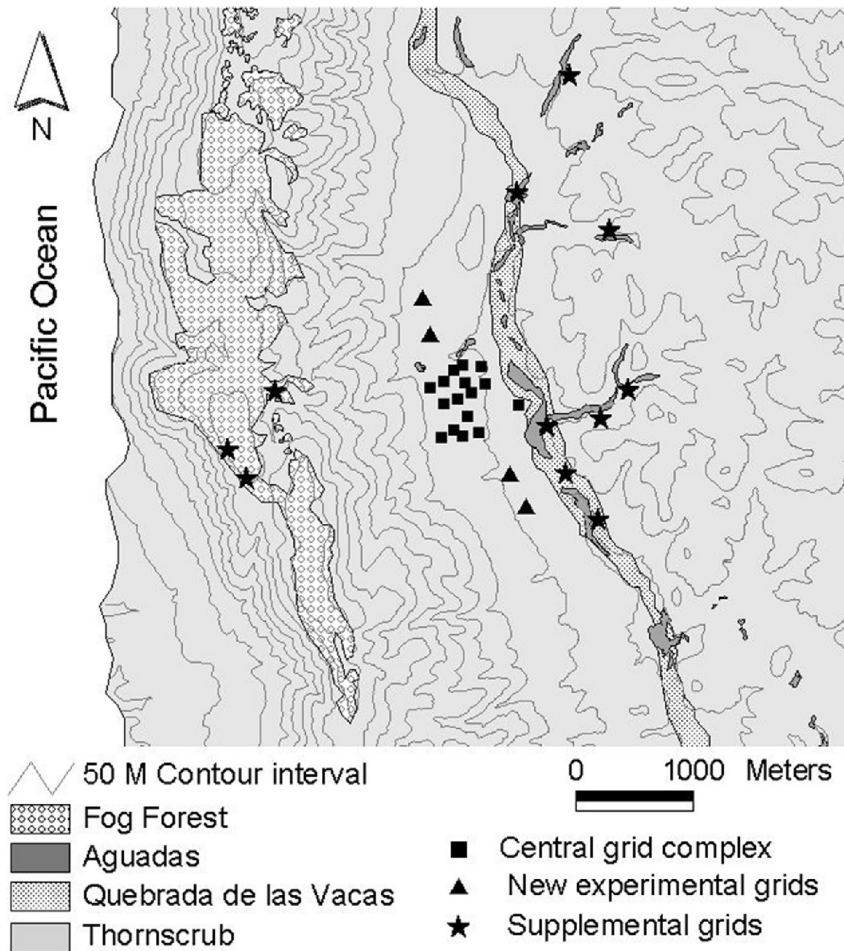 N
Pacific Ocean
50 M Contour interval
Fog Forest
Aguadas
Quebrada de las Vacas
Thornscrub
0 1000 Meters
Central grid complex
New experimental grids
Supplemental grids